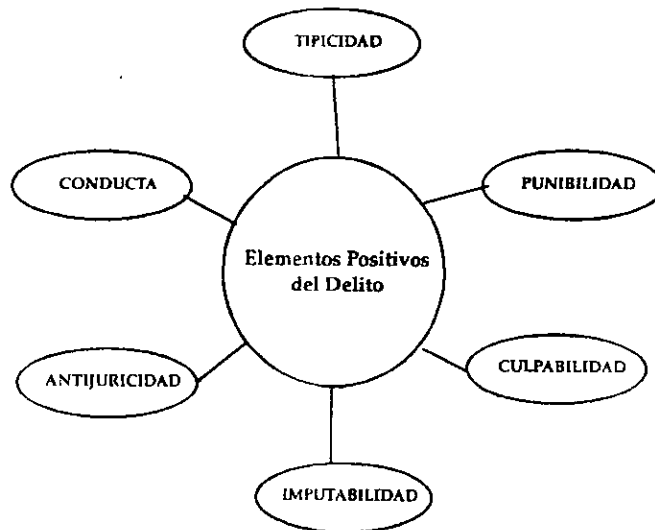 TIPICIDAD
CONDUCTA
PUNIBILIDAD
Elementos Positivos
del Delito
ANTIJURICIDAD
CULPABILIDAD
IMPUTABILIDAD